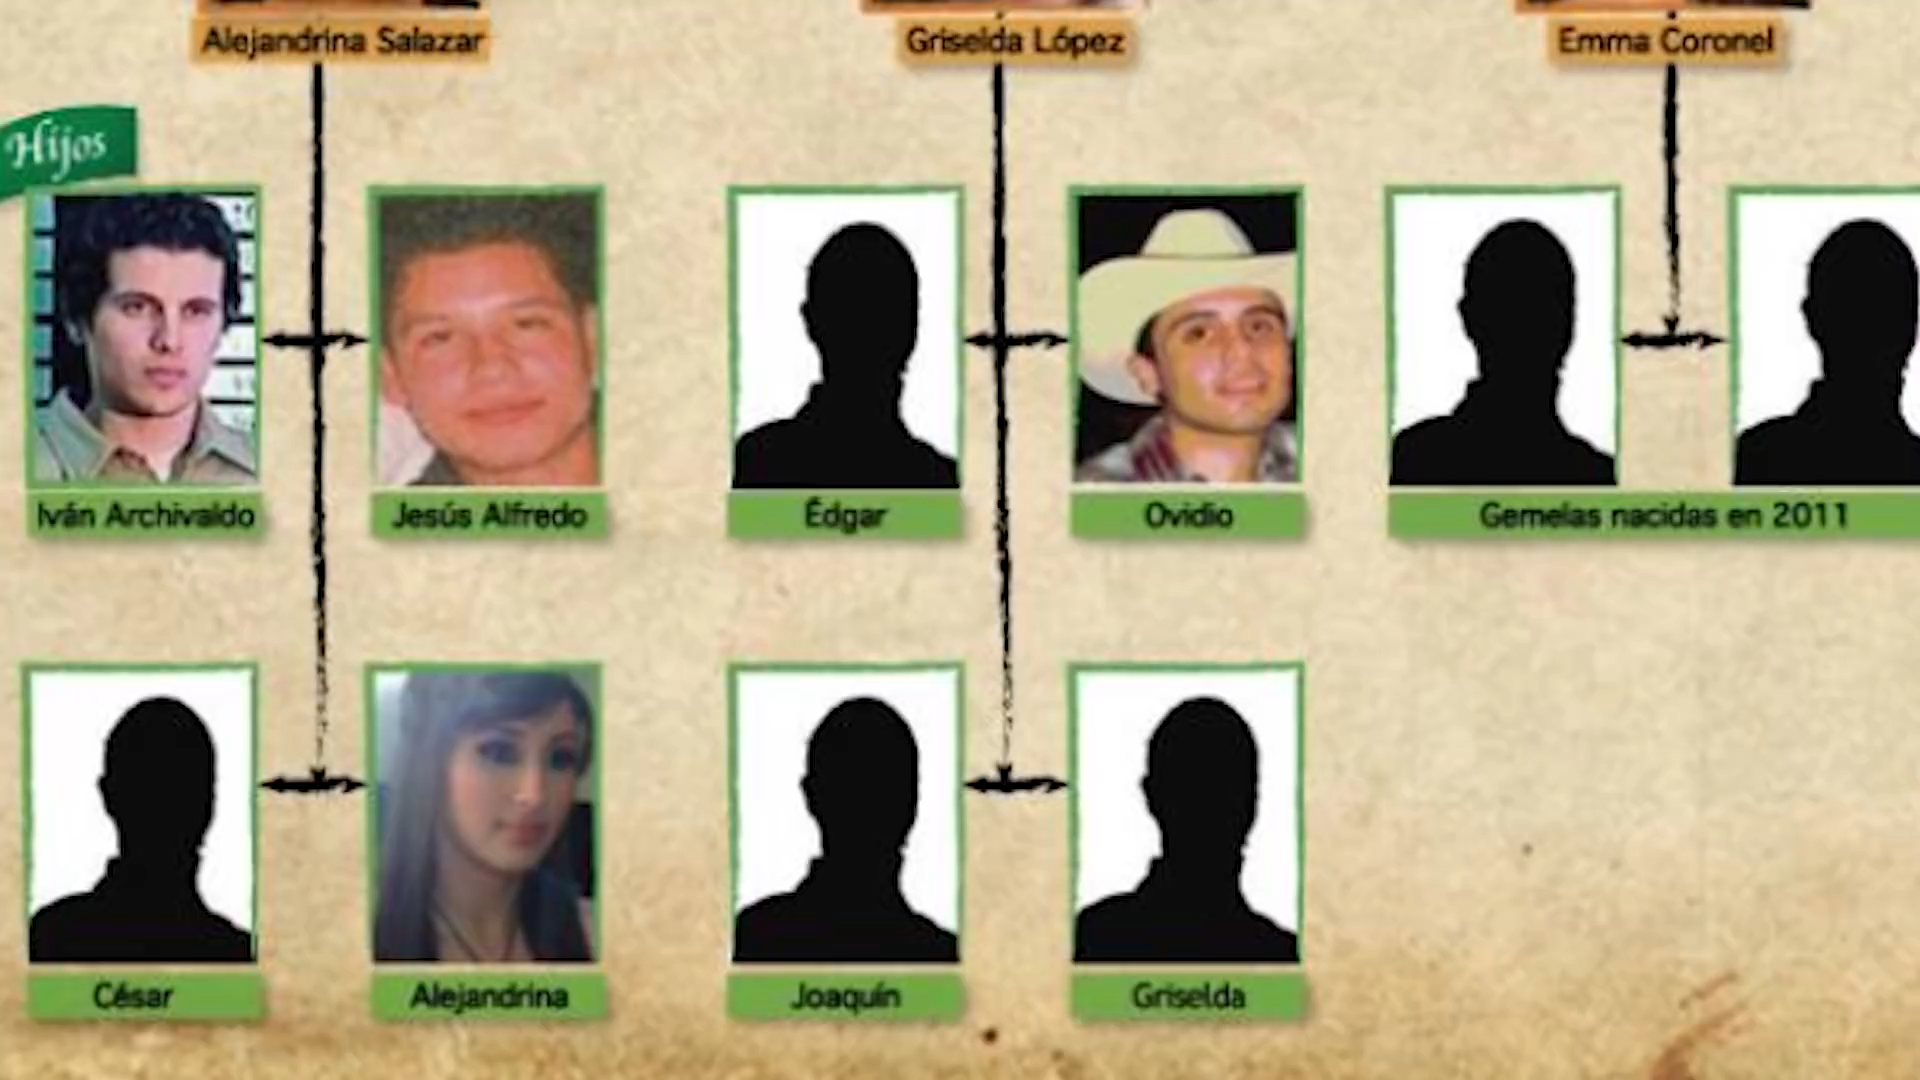 Alejandrina Salazar
Griselda López
Emma Coronel
Hijos
Iván Archivaldo
Jesús Alfredo
Édgar
Ovidio
Gemelas nacidas en 2011
César
Alejandrina
Joaquín
Griselda